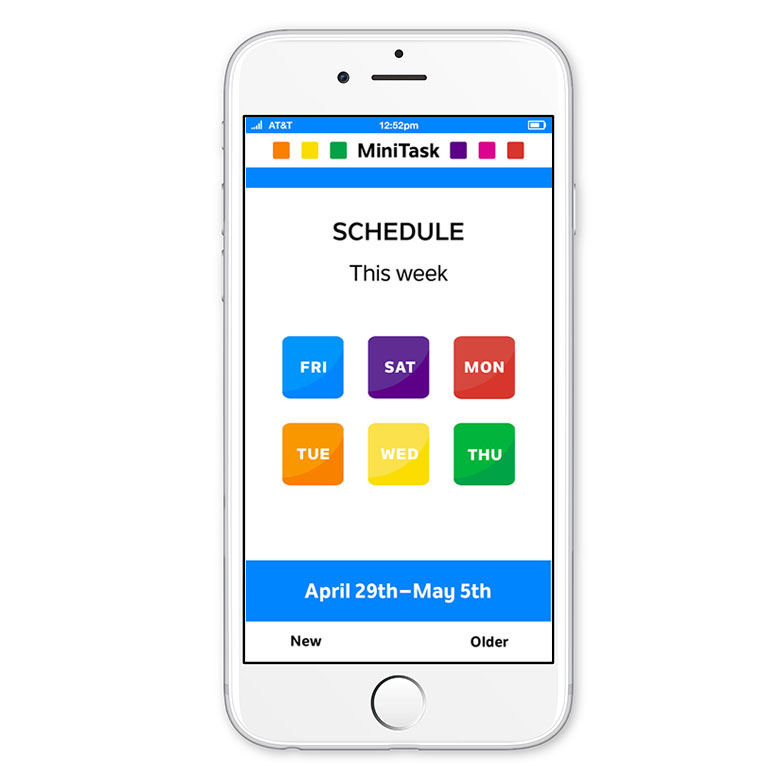 AT&T 12:52pm
MiniTask
SCHEDULE
This week
FRI SAT MON
TUE WED THU
April 29th–May 5th
New Older